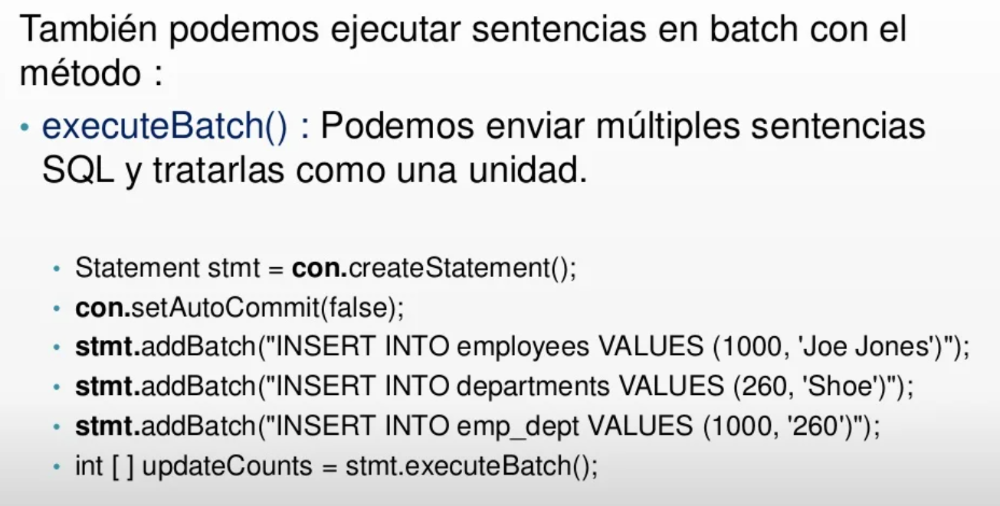 También podemos ejecutar sentencias en batch con el
método :
• executeBatch() : Podemos enviar múltiples sentencias
SQL y tratarlas como una unidad.
• Statement stmt = con.createStatement();
• con.setAutoCommit(false);
• stmt.addBatch("INSERT INTO employees VALUES (1000, 'Joe Jones')");
• stmt.addBatch("INSERT INTO departments VALUES (260, 'Shoe')");
• stmt.addBatch("INSERT INTO emp_dept VALUES (1000, '260')");
• int [ ] updateCounts = stmt.executeBatch();